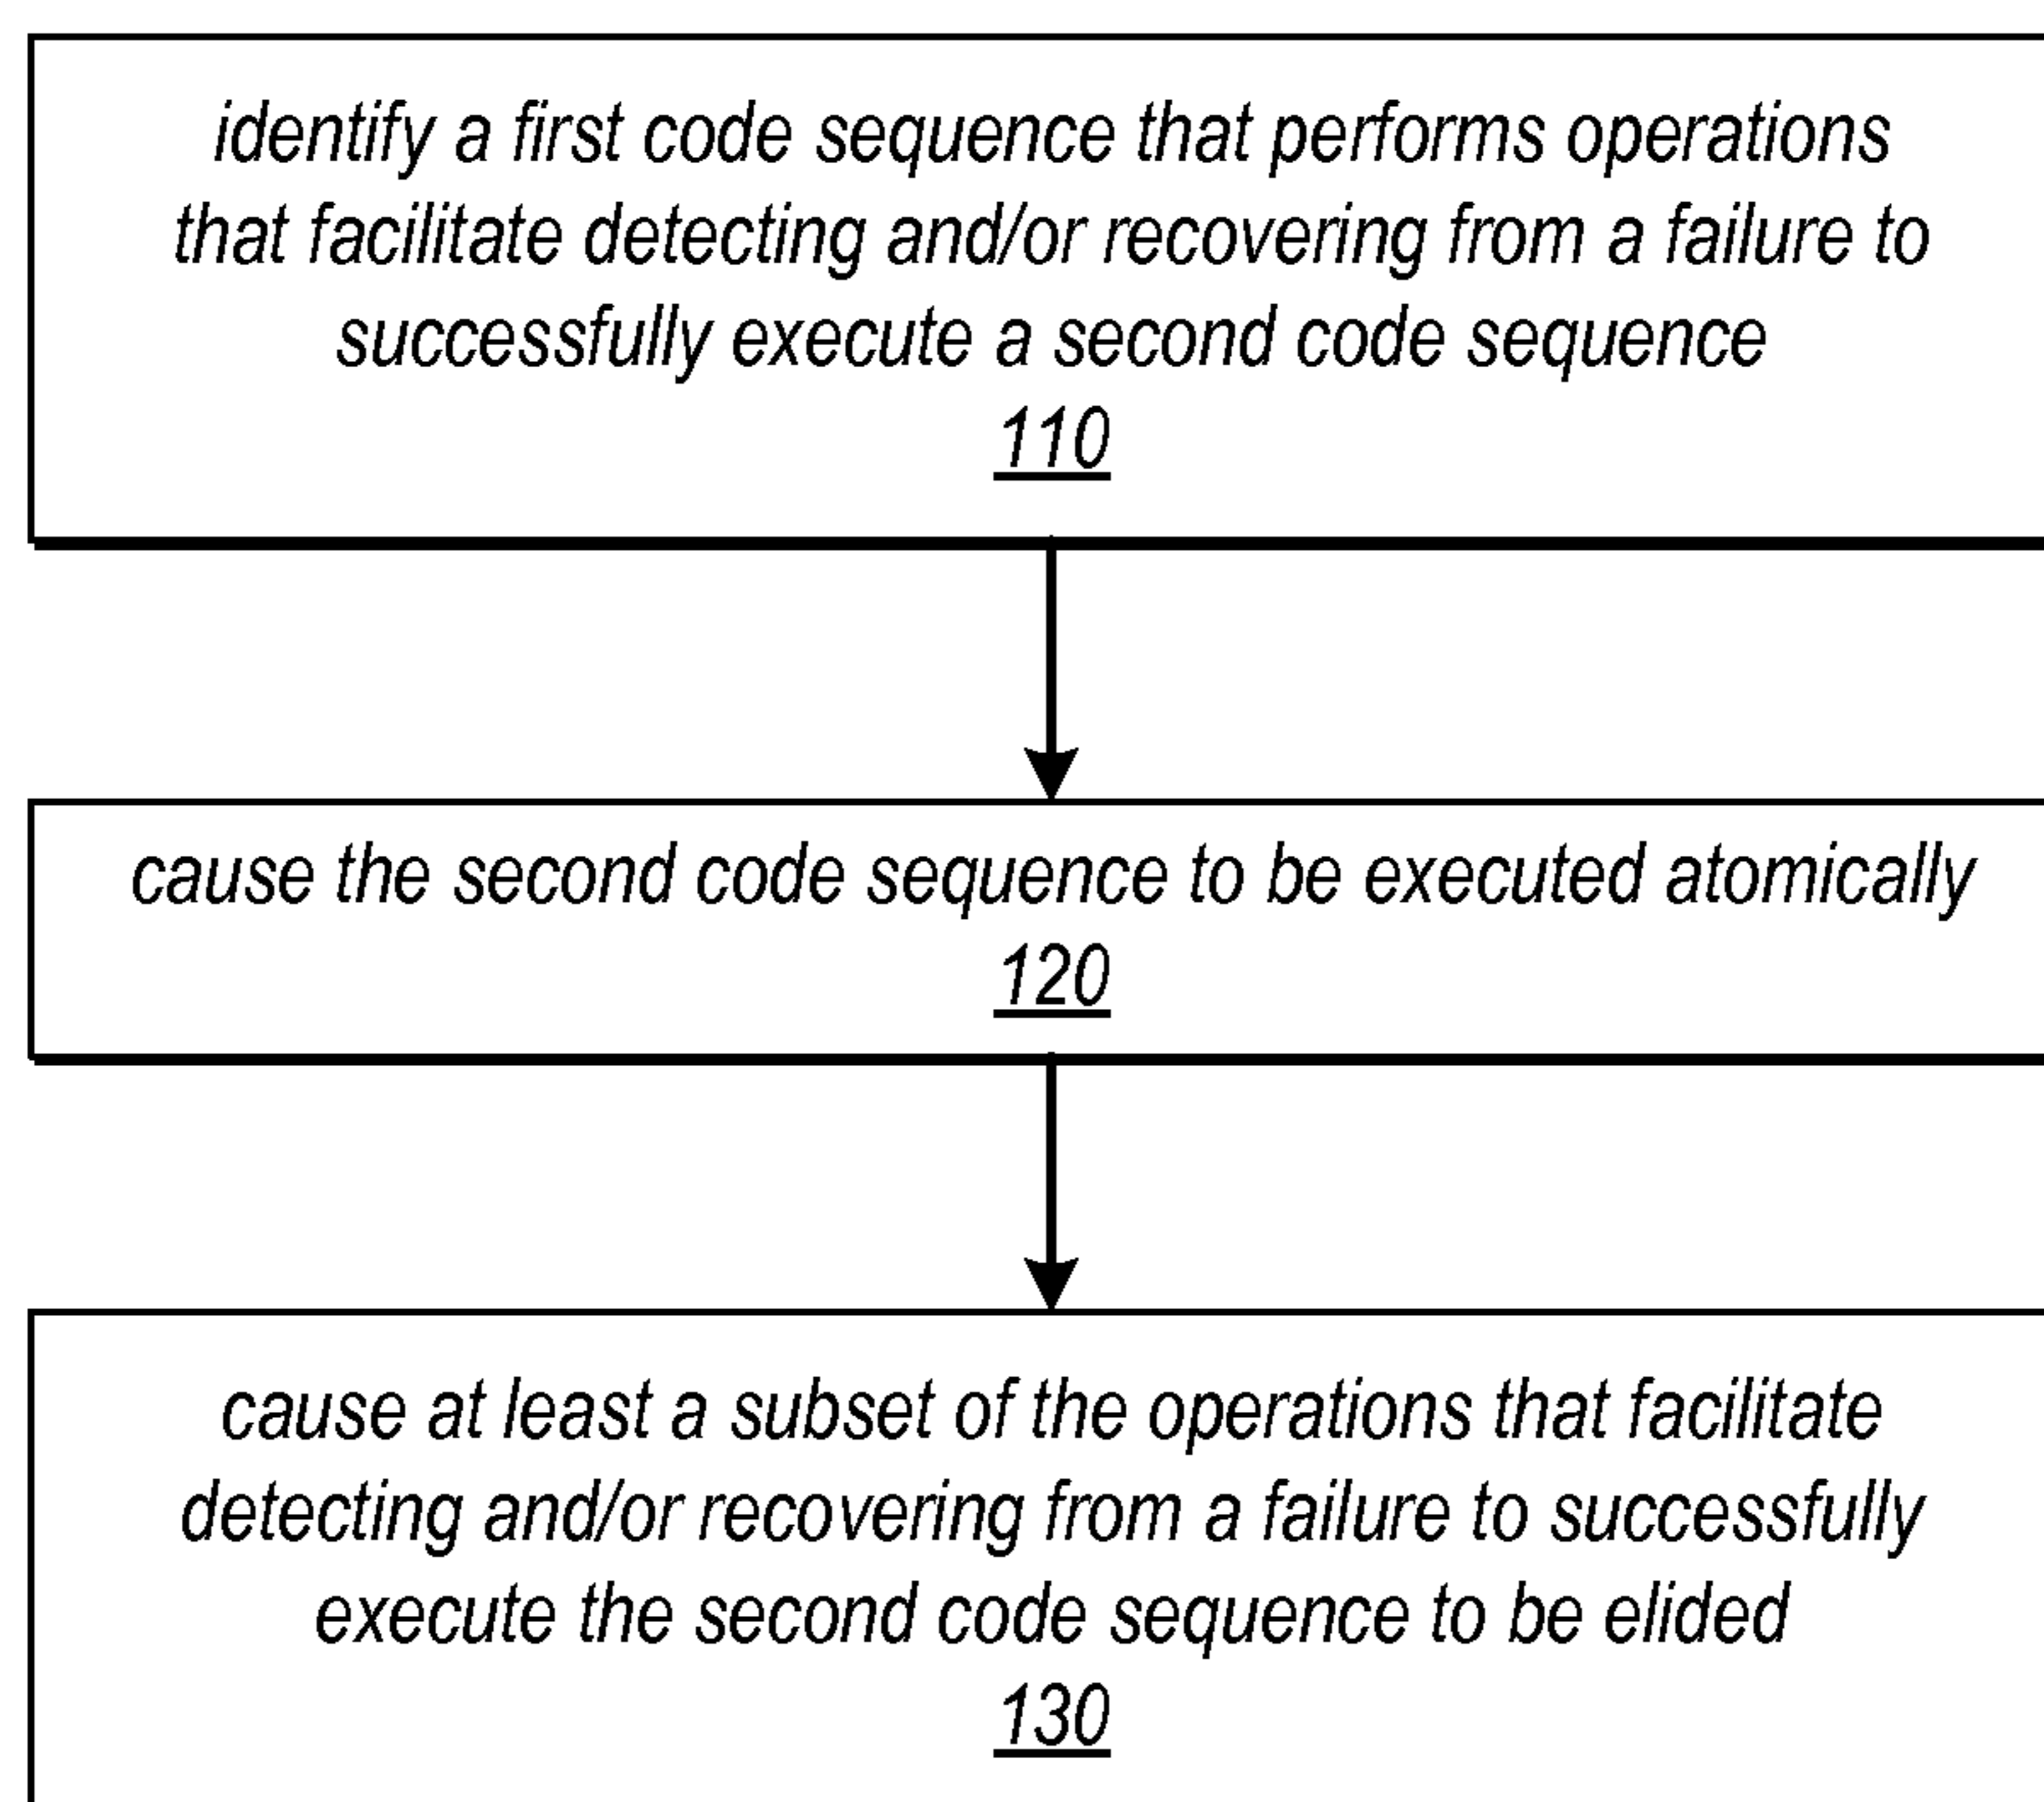 identify a first code sequence that performs operations
that facilitate detecting and/or recovering from a failure to
successfully execute a second code sequence
110
cause the second code sequence to be executed atomically
120
cause at least a subset of the operations that facilitate
detecting and/or recovering from a failure to successfully
execute the second code sequence to be elided
130